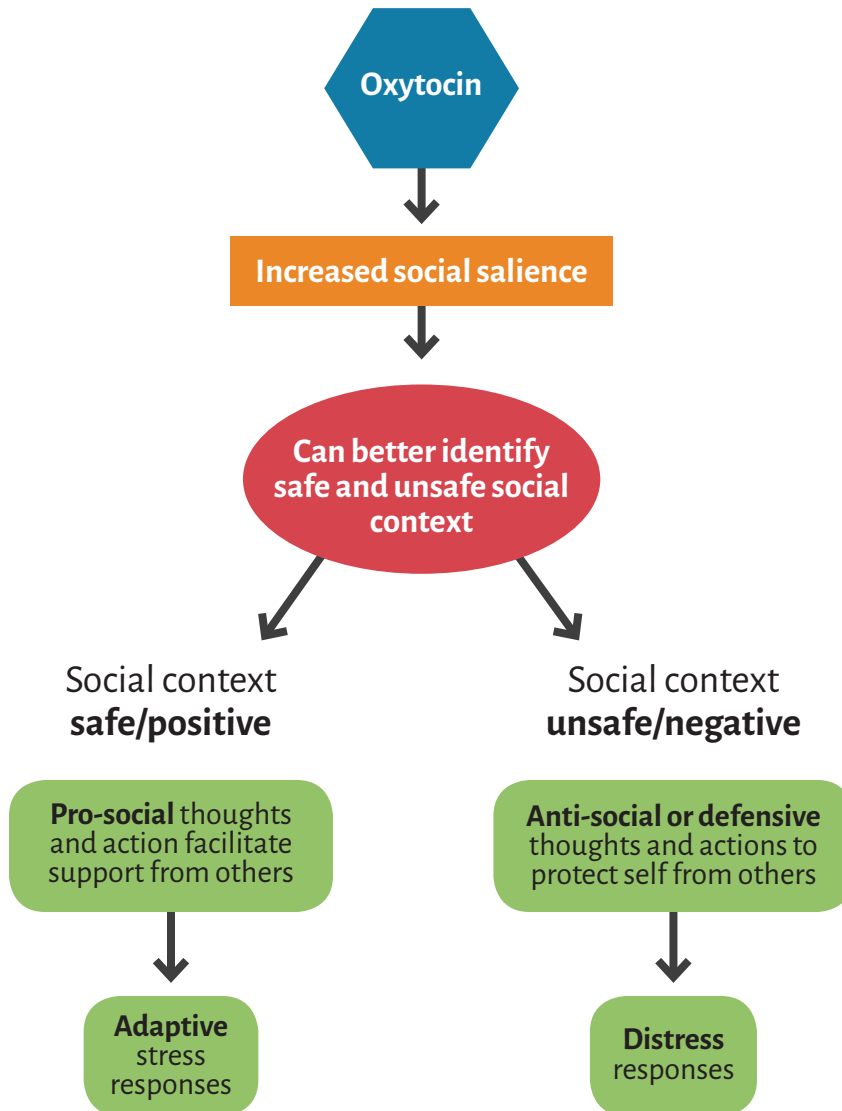 Oxytocin
Increased social salience
Can better identify
safe and unsafe social
context
Social context
safe/positive
Social context
unsafe/negative
Pro-social thoughts
and action facilitate
support from others
Anti-social or defensive
thoughts and actions to
protect self from others
Adaptive
stress
responses
Distress
responses